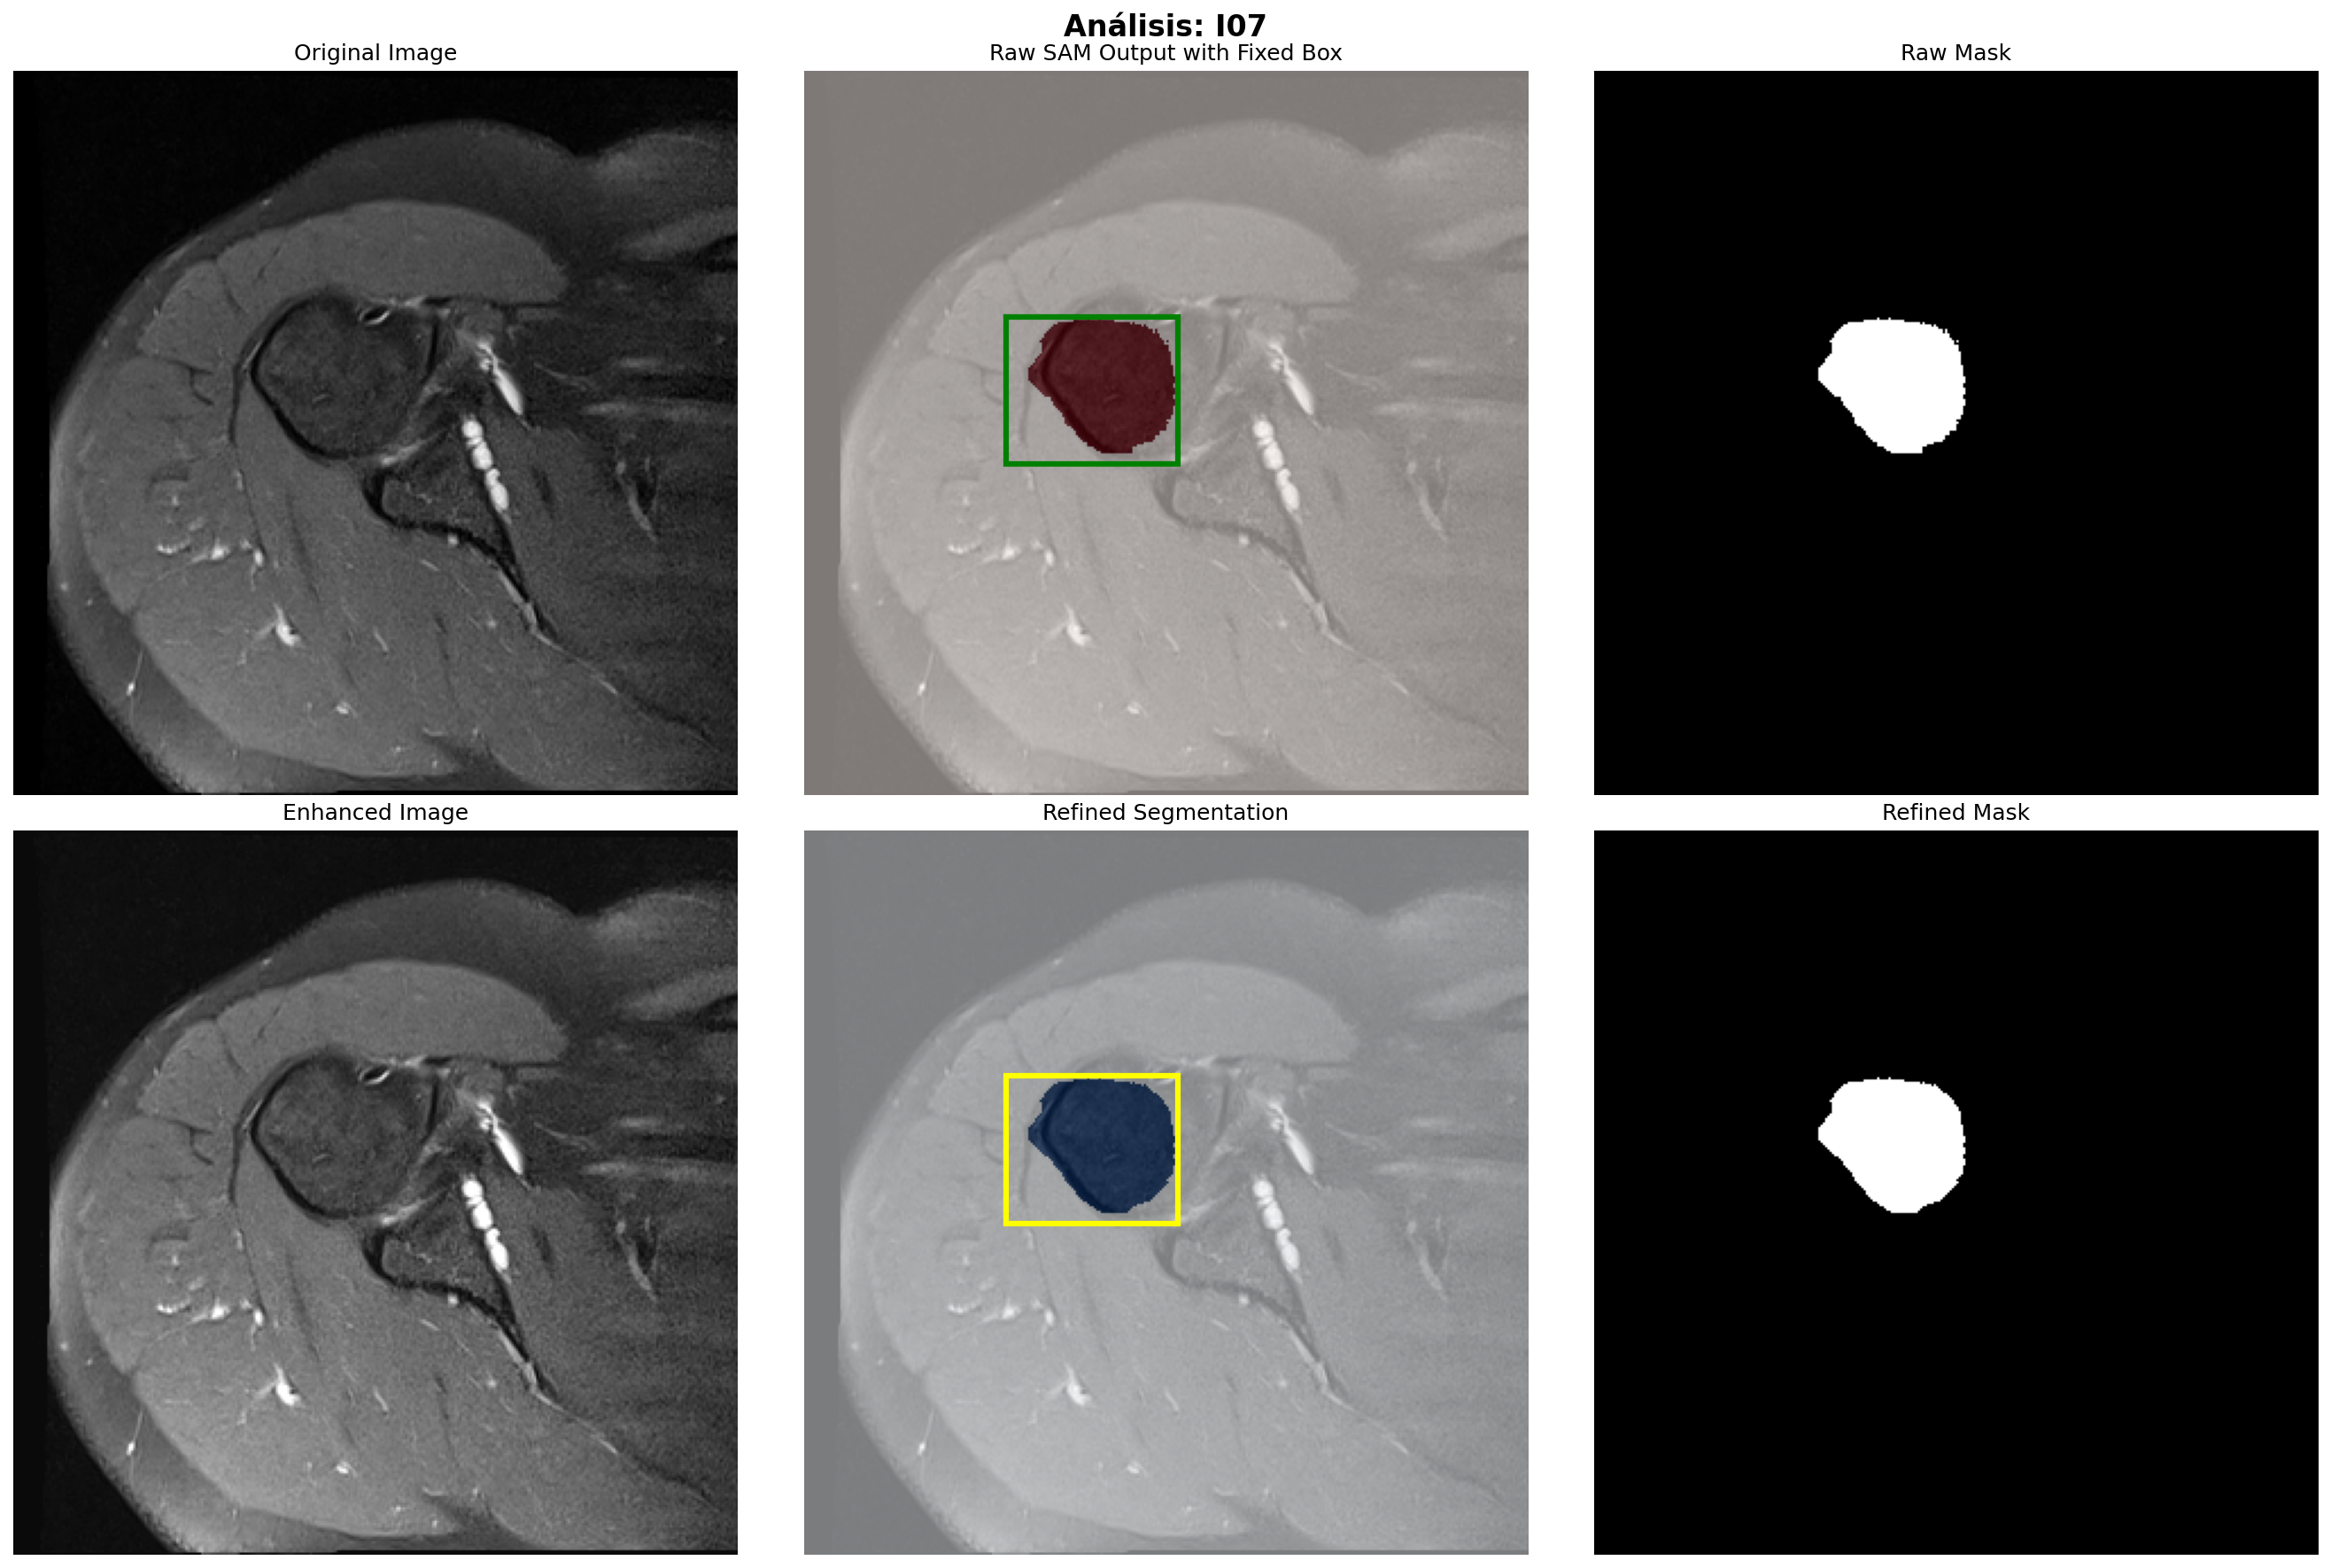 Análisis: I07
Original Image
Raw SAM Output with Fixed Box
Raw Mask
Enhanced Image
Refined Segmentation
Refined Mask